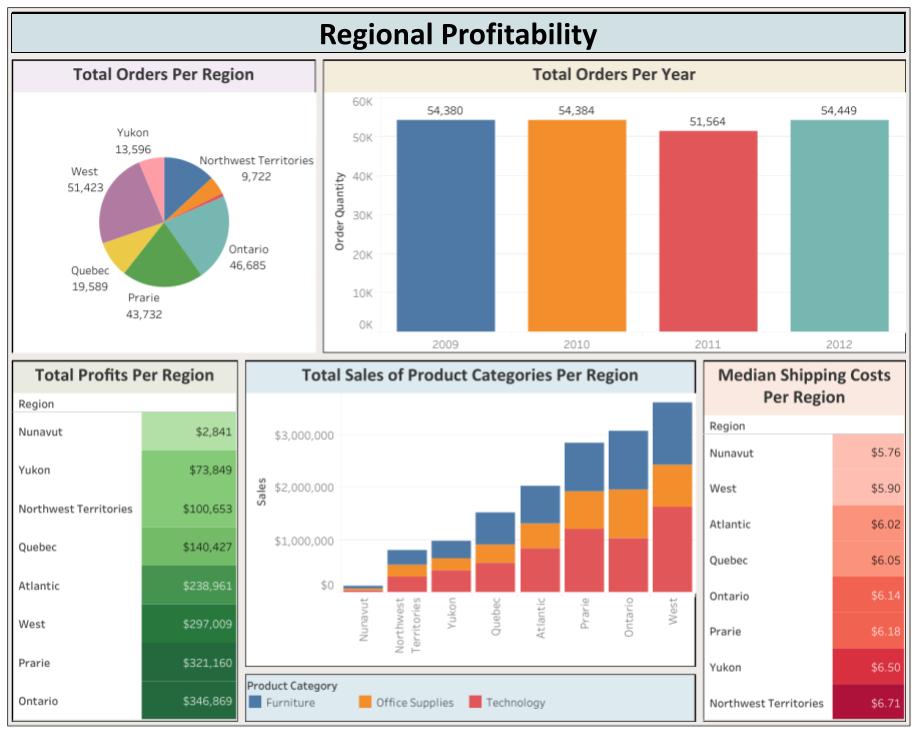 Regional Profitability
Total Orders Per Region
Yukon
13,596
Northwest Territories
9,722
West
51,423
Ontario
46,685
Quebec
19,589
Prarie
43,732
Total Orders Per Year
Order Quantity
60K
50K
40K
30K
20K
10K
0K
54,380
54,384
51,564
54,449
2009
2010
2011
2012
Total Profits Per Region
Region
Nunavut $2,841
Yukon $73,849
Northwest Territories $100,653
Quebec $140,427
Atlantic $238,961
West $297,009
Prarie $321,160
Ontario $346,869
Total Sales of Product Categories Per Region
Sales
$3,000,000
$2,000,000
$1,000,000
$0
Nunavut
Northwest
Territories
Yukon
Quebec
Atlantic
Prarie
Ontario
West
Product Category
Furniture
Office Supplies
Technology
Median Shipping Costs
Per Region
Region
Nunavut $5.76
West $5.90
Atlantic $6.02
Quebec $6.05
Ontario $6.14
Prarie $6.18
Yukon $6.50
Northwest Territories $6.71